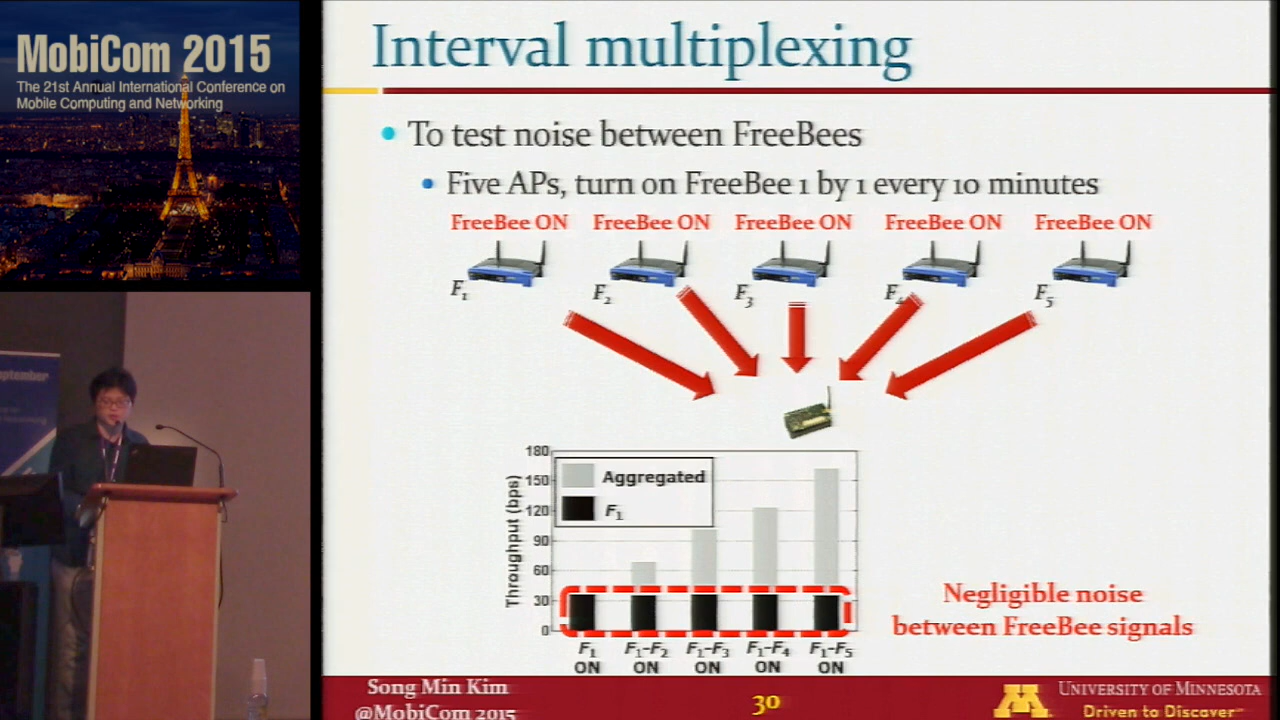 MobiCom 2015
The 21st Annual International Conference on
Mobile Computing and Networking
eptember
Interval multiplexing
To test noise between FreeBees
Five APs, turn on FreeBee 1 by 1 every 10 minutes
FreeBee ON FreeBee ON FreeBee ON FreeBee ON FreeBee ON
F1 F2 F3 F4 F5
Throughput (bps)
180
150
120
90
60
30
0
Aggregated
F1
F1 F1-F2 F1-F3 F1-F4 F1-F5
ON ON ON ON ON
Negligible noise
between FreeBee signals
Song Min Kim
@MobiCom 2015
30
M
UNIVERSITY OF MINNESOTA
Driven to Discover